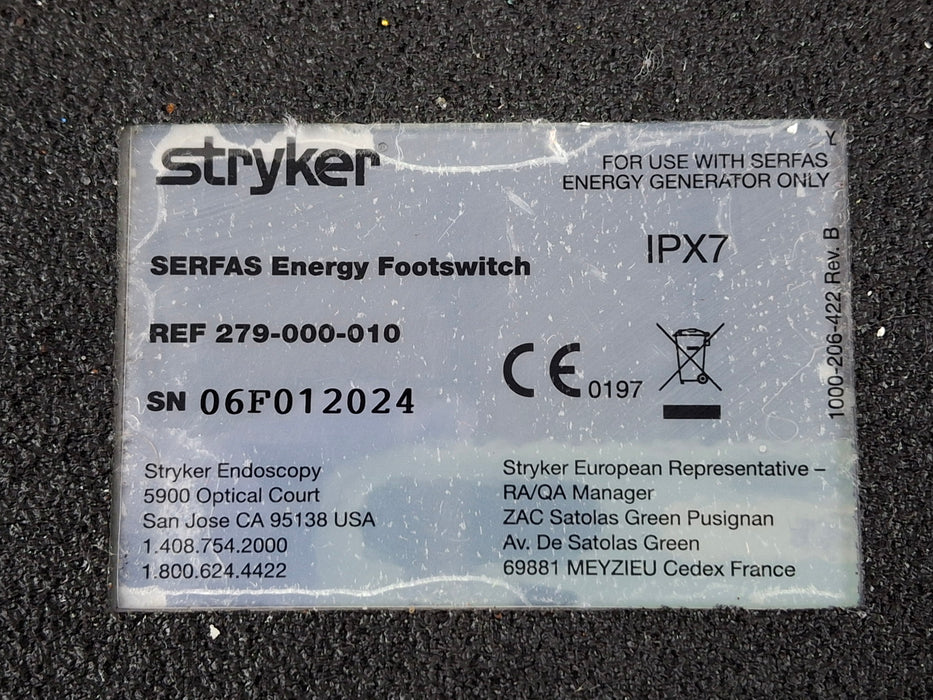 stryker®
FOR USE WITH SERFAS
ENERGY GENERATOR ONLY
Y
SERFAS Energy Footswitch
IPX7
REF 279-000-010
SN 06F012024
CE 0197
1000-206-422 Rev. B
Stryker Endoscopy
5900 Optical Court
San Jose CA 95138 USA
1.408.754.2000
1.800.624.4422
Stryker European Representative –
RA/QA Manager
ZAC Satolas Green Pusignan
Av. De Satolas Green
69881 MEYZIEU Cedex France